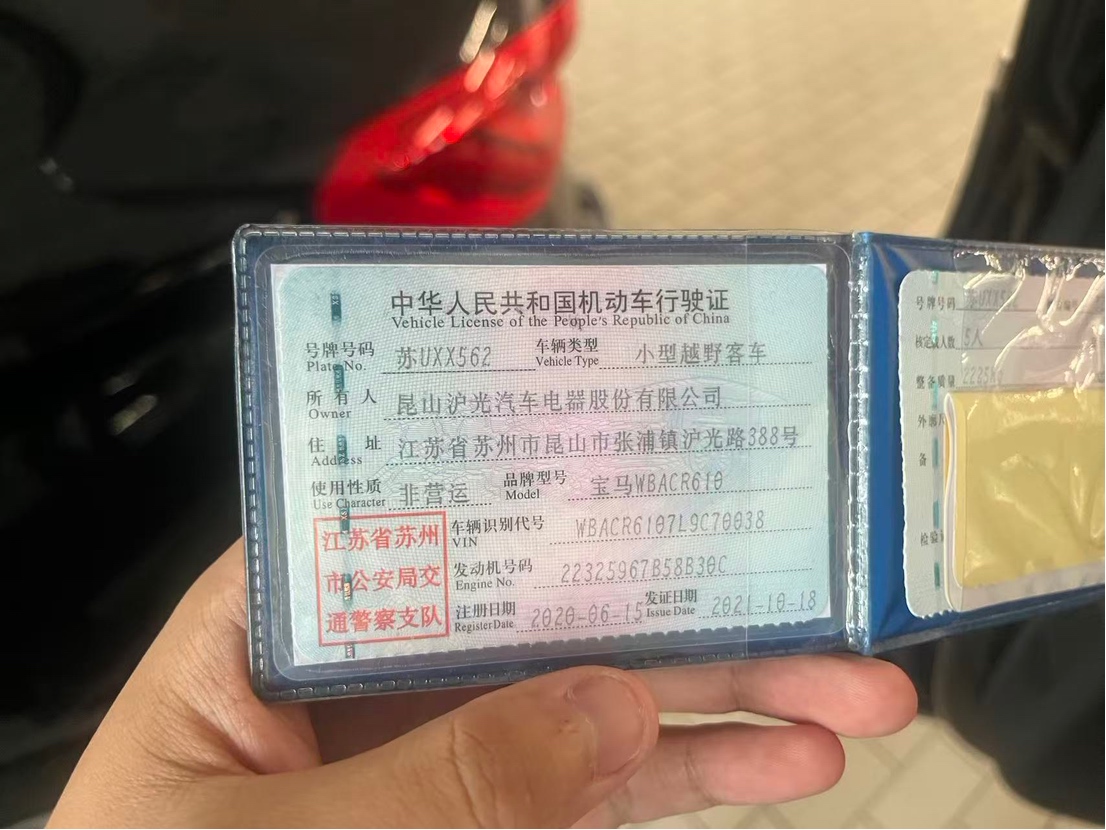 中华人民共和国机动车行驶证
Vehicle License of the People's Republic of China
号牌号码 苏UXX562 车辆类型 小型越野客车
Plate No. Vehicle Type
所有人 昆山沪光汽车电器股份有限公司
Owner
住址 江苏省苏州市昆山市张浦镇沪光路388号
Address
使用性质 非营运 品牌型号 宝马WBACR610
Use Character Model
江苏省苏州
市公安局交
通警察支队
车辆识别代号 WBACR6107L9C70038
VIN
发动机号码 22325967B58B30C
Engine No.
注册日期 2020-06-15 发证日期 2021-10-18
Register Date Issue Date
号牌号码
核定载人数 5人
整备质量
外廓尺
备
检验